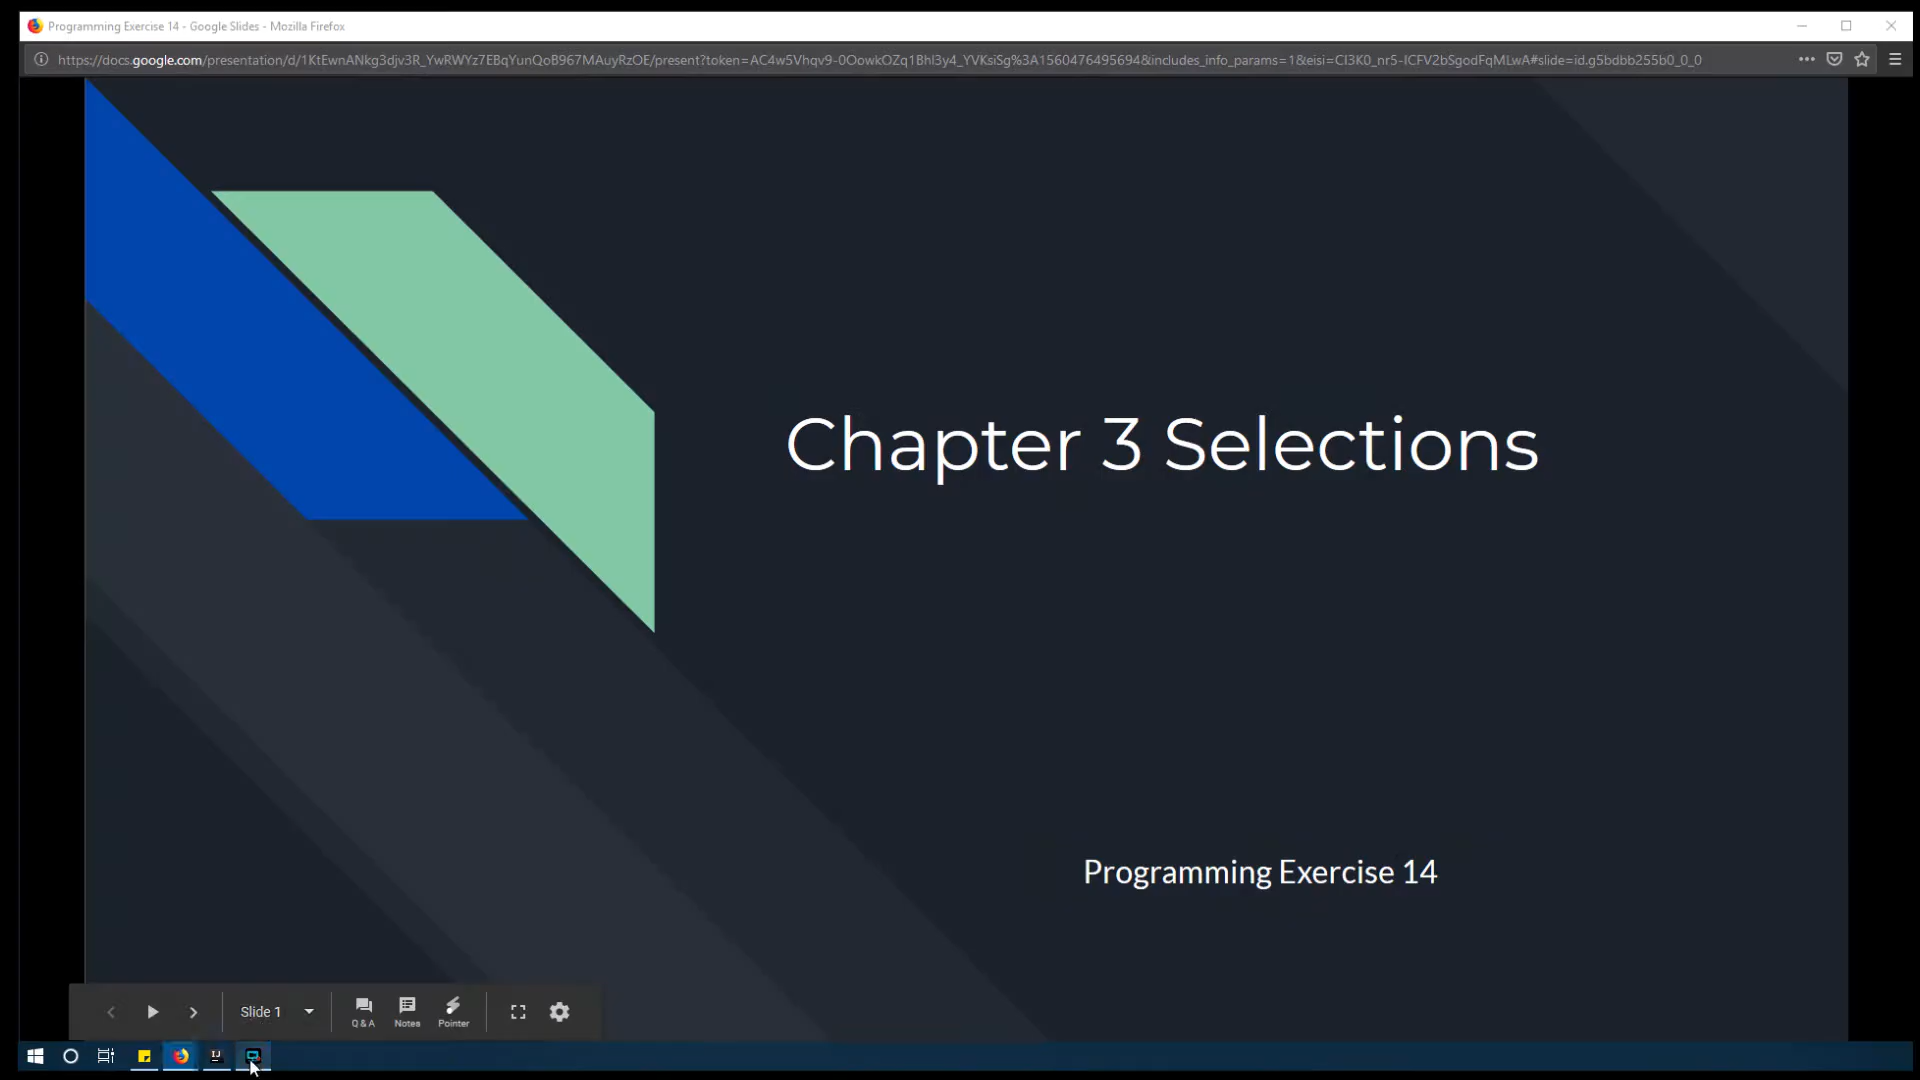 Programming Exercise 14 - Google Slides - Mozilla Firefox
https://docs.google.com/presentation/d/1KtEwnANkg3djv3R_YwRWYz7EBqYunQoB967MAuyRzOE/present?token=AC4w5Vhqv9-0OowkOZq1Bhl3y4_YVKsiSg%3A1560476495694&includes_info_params=1&eisi=CI3K0_nr5-ICFV2bSgodFqMLwA#slide=id.g5bdbb255b0_0_0
Chapter 3 Selections
Programming Exercise 14
Slide 1
Q & A
Notes
Pointer
IJ